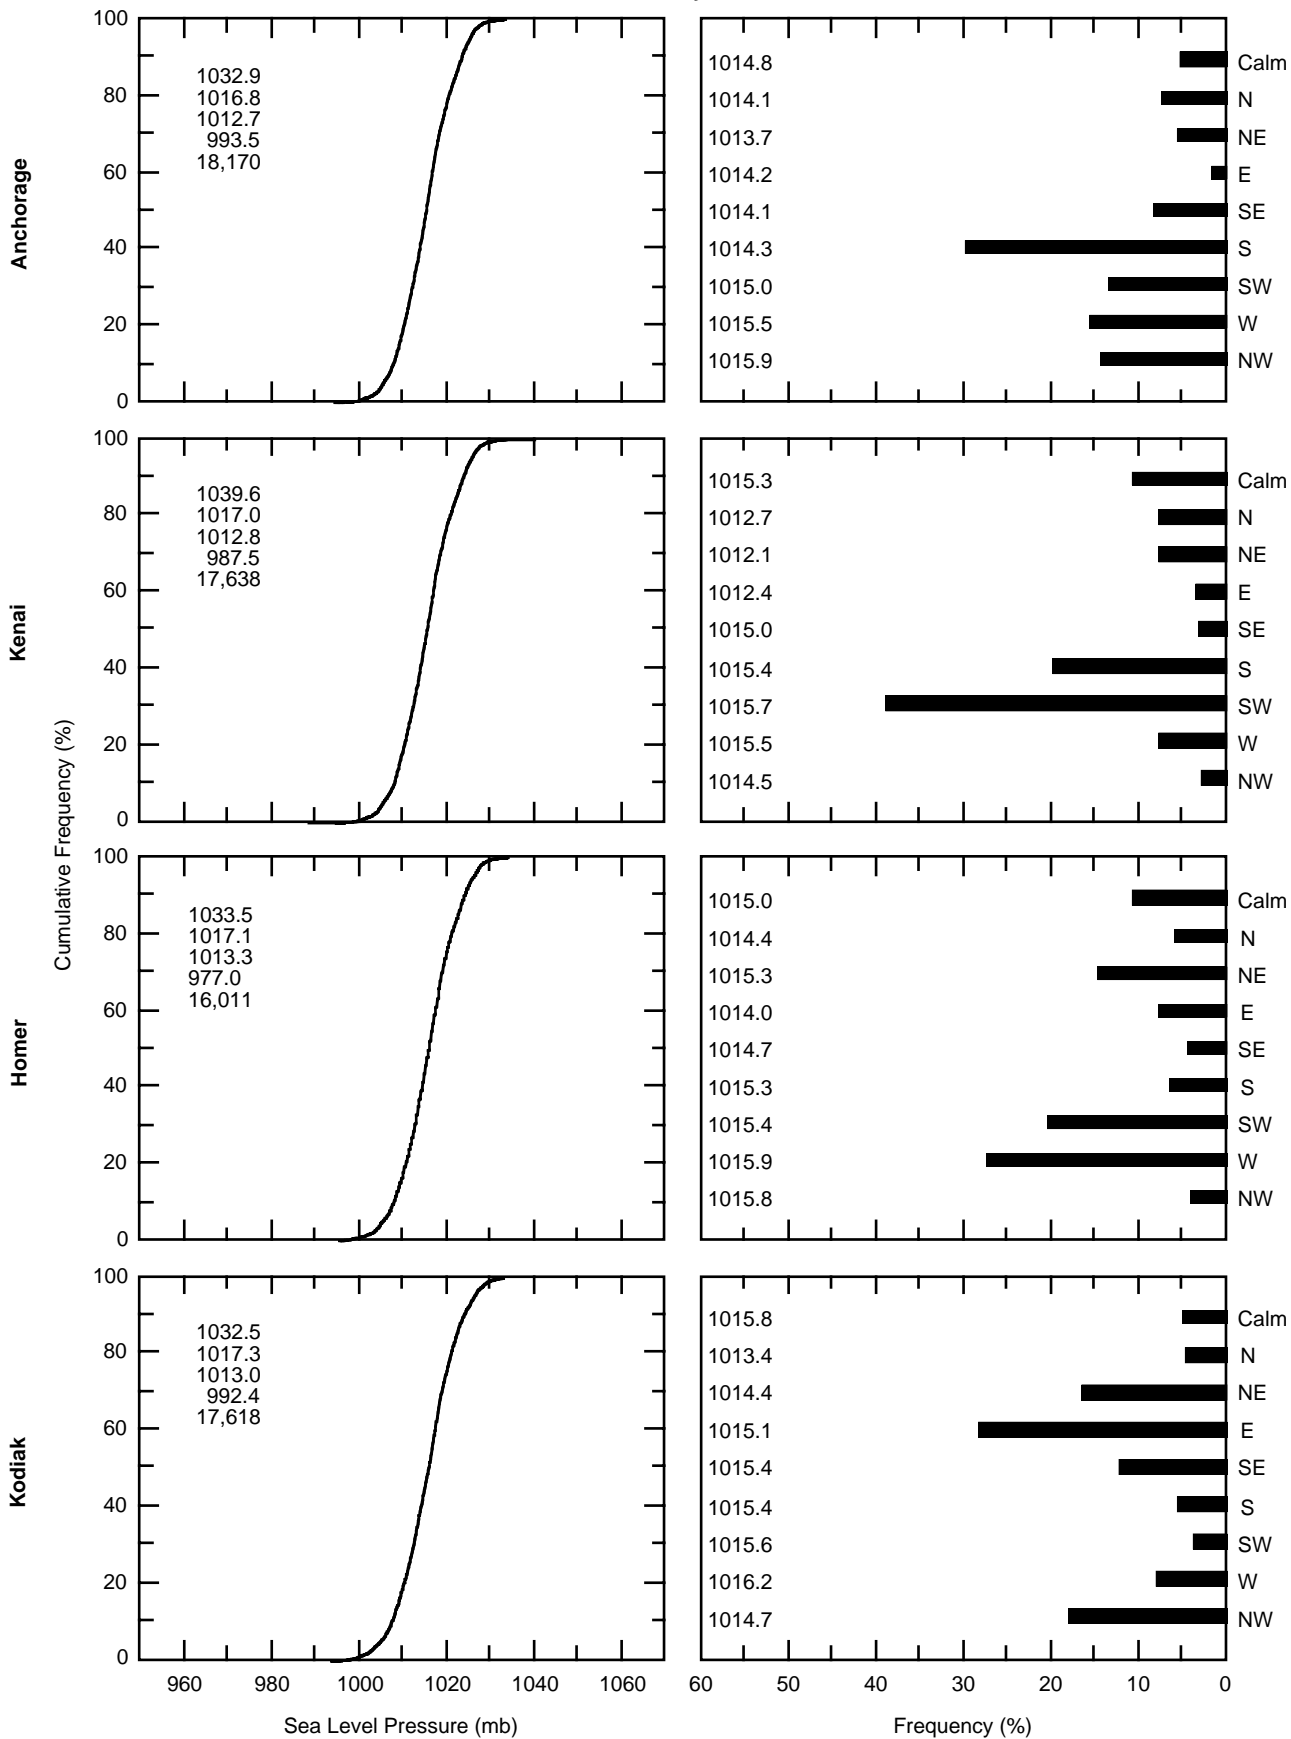 Cumulative Frequency (%)
Anchorage
100
80
60
40
20
0
1032.9
1016.8
1012.7
993.5
18,170
1014.8 Calm
1014.1 N
1013.7 NE
1014.2 E
1014.1 SE
1014.3 S
1015.0 SW
1015.5 W
1015.9 NW
Kenai
100
80
60
40
20
0
1039.6
1017.0
1012.8
987.5
17,638
1015.3 Calm
1012.7 N
1012.1 NE
1012.4 E
1015.0 SE
1015.4 S
1015.7 SW
1015.5 W
1014.5 NW
Homer
100
80
60
40
20
0
1033.5
1017.1
1013.3
977.0
16,011
1015.0 Calm
1014.4 N
1015.3 NE
1014.0 E
1014.7 SE
1015.3 S
1015.4 SW
1015.9 W
1015.8 NW
Kodiak
100
80
60
40
20
0
1032.5
1017.3
1013.0
992.4
17,618
1015.8 Calm
1013.4 N
1014.4 NE
1015.1 E
1015.4 SE
1015.4 S
1015.6 SW
1016.2 W
1014.7 NW
960 980 1000 1020 1040 1060
60 50 40 30 20 10 0
Sea Level Pressure (mb)
Frequency (%)